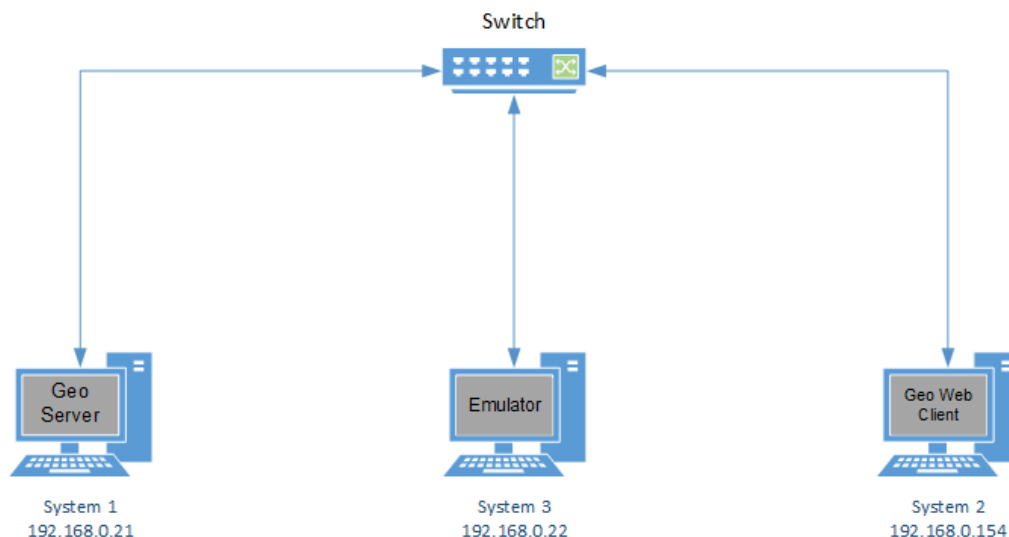 Switch
Geo
Server
Emulator
Geo Web
Client
System 1
192.168.0.21
System 3
192.168.0.22
System 2
192.168.0.154